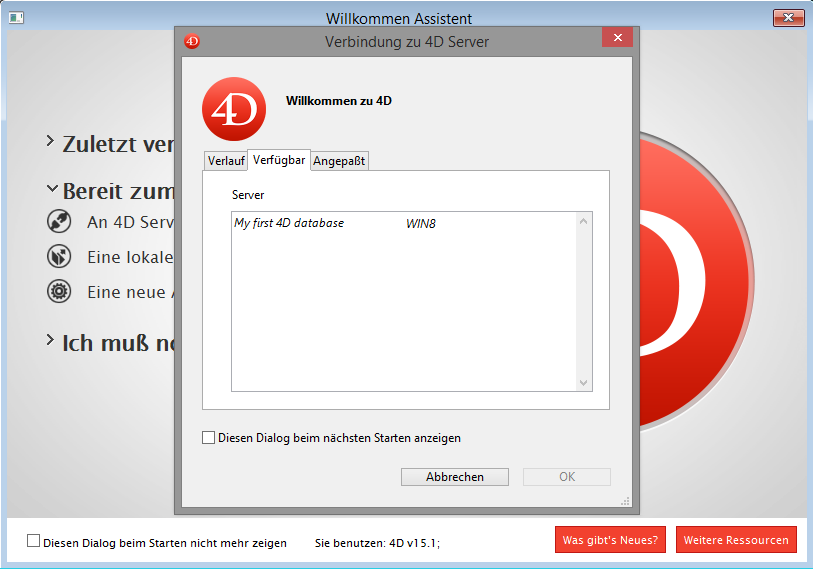 Willkommen Assistent
4D
Verbindung zu 4D Server
4D
Willkommen zu 4D
Verlauf Verfügbar Angepaßt
Server
My first 4D database WIN8
Diesen Dialog beim nächsten Starten anzeigen
Abbrechen OK
Zuletzt ver
Bereit zum
An 4D Serv
Eine lokale
Eine neue A
Ich muß ne
Diesen Dialog beim Starten nicht mehr zeigen
Sie benutzen: 4D v15.1;
Was gibt's Neues?
Weitere Ressourcen